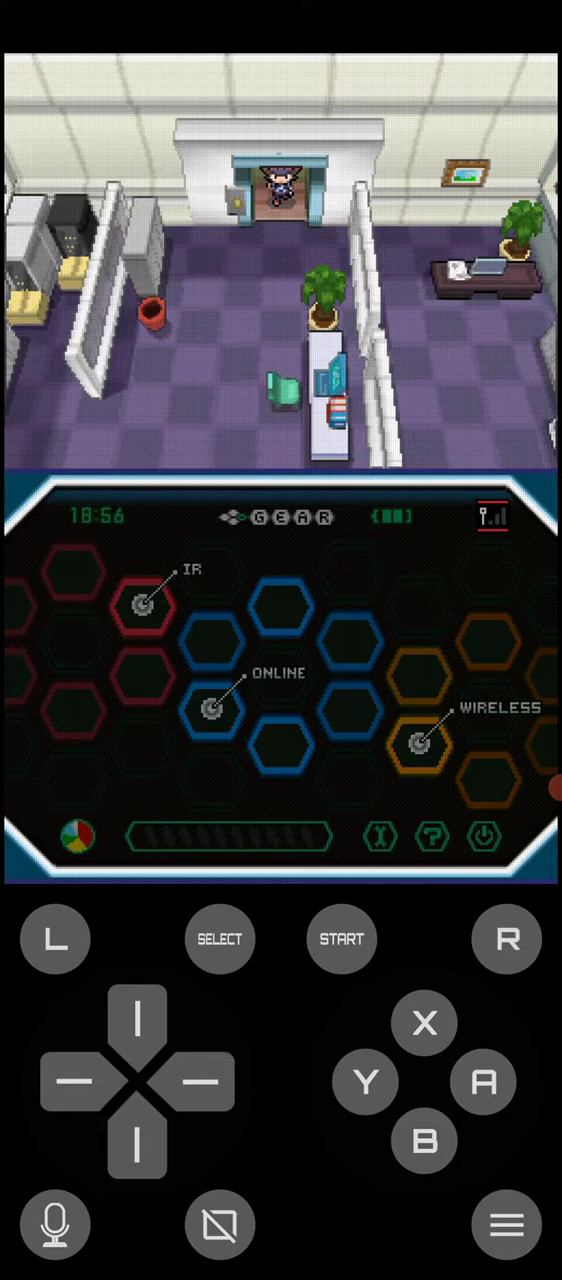 18:56 GEAR
IR
ONLINE
WIRELESS
?
L SELECT START R
X
Y A
B